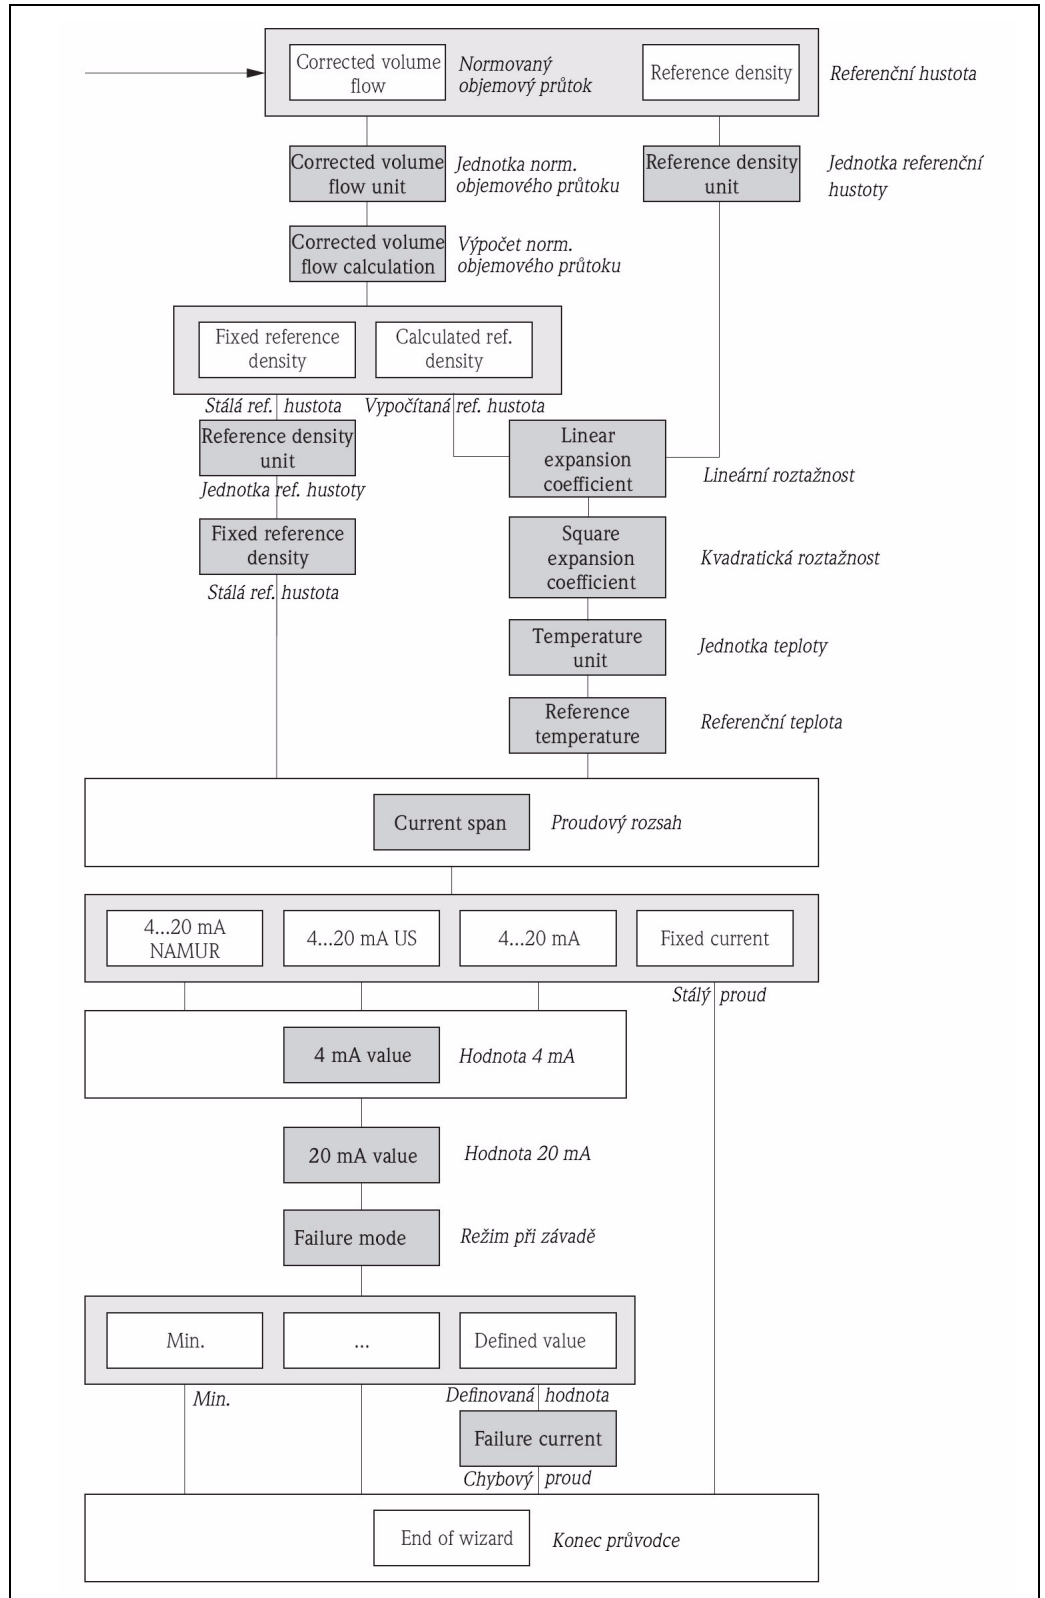 Corrected volume
flow
Normovaný
objemový průtok
Reference density
Referenční hustota
Corrected volume
flow unit
Jednotka norm.
objemového průtoku
Reference density
unit
Jednotka referenční
hustoty
Corrected volume
flow calculation
Výpočet norm.
objemového průtoku
Fixed reference
density
Calculated ref.
density
Stálá ref. hustota
Vypočítaná ref. hustota
Reference density
unit
Jednotka ref. hustoty
Linear
expansion
coefficient
Lineární roztažnost
Fixed reference
density
Stálá ref. hustota
Square
expansion
coefficient
Kvadratická roztažnost
Temperature
unit
Jednotka teploty
Reference
temperature
Referenční teplota
Current span
Proudový rozsah
4...20 mA
NAMUR
4...20 mA US
4...20 mA
Fixed current
Stálý proud
4 mA value
Hodnota 4 mA
20 mA value
Hodnota 20 mA
Failure mode
Režim při závadě
Min.
...
Defined value
Min.
Definovaná hodnota
Failure current
Chybový proud
End of wizard
Konec průvodce